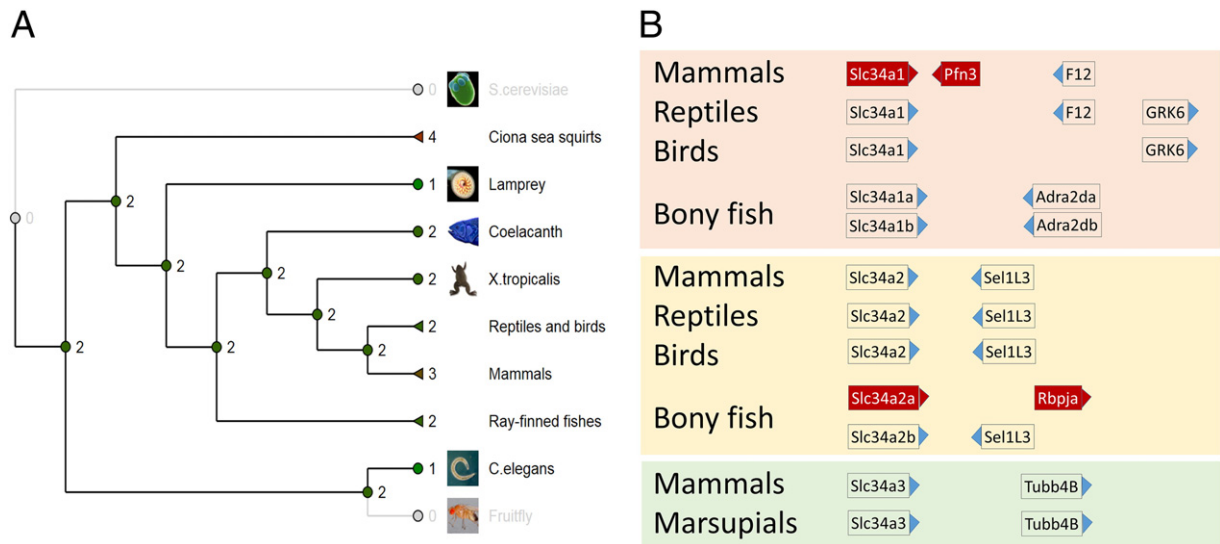 A
0 S.cerevisiae
4 Ciona sea squirts
1 Lamprey
2
2 Coelacanth
0
2
2
2 X.tropicalis
2
2 Reptiles and birds
2
2
2
3 Mammals
2 Ray-finned fishes
1 C.elegans
2
0 Fruitfly
B
Mammals Slc34a1 Pfn3 F12
Reptiles Slc34a1 F12 GRK6
Birds Slc34a1 GRK6
Bony fish
Slc34a1a Adra2da
Slc34a1b Adra2db
Mammals Slc34a2 Sel1L3
Reptiles Slc34a2 Sel1L3
Birds Slc34a2 Sel1L3
Bony fish
Slc34a2a Rbpja
Slc34a2b Sel1L3
Mammals Slc34a3 Tubb4B
Marsupials Slc34a3 Tubb4B